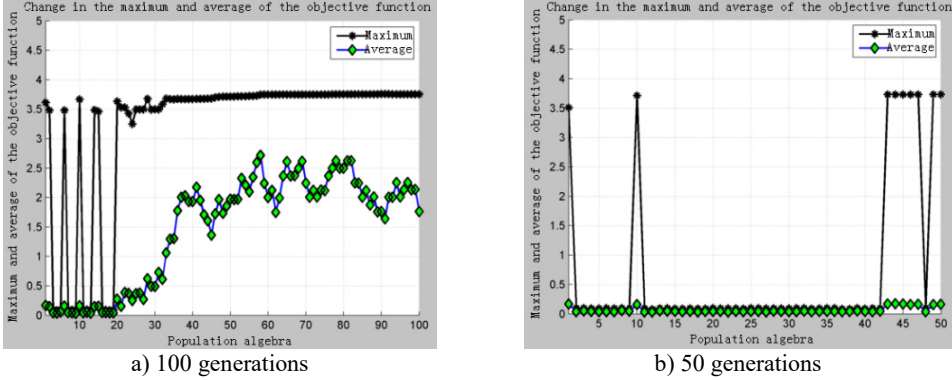 Change in the maximum and average of the objective function
Maximum and average of the objective function
5
4.5
4
3.5
3
2.5
2
1.5
1
0.5
0
Maximum
Average
10 20 30 40 50 60 70 80 90 100
Population algebra
a) 100 generations
Change in the maximum and average of the objective function
Maximum and average of the objective function
5
4.5
4
3.5
3
2.5
2
1.5
1
0.5
0
Maximum
Average
5 10 15 20 25 30 35 40 45 50
Population algebra
b) 50 generations